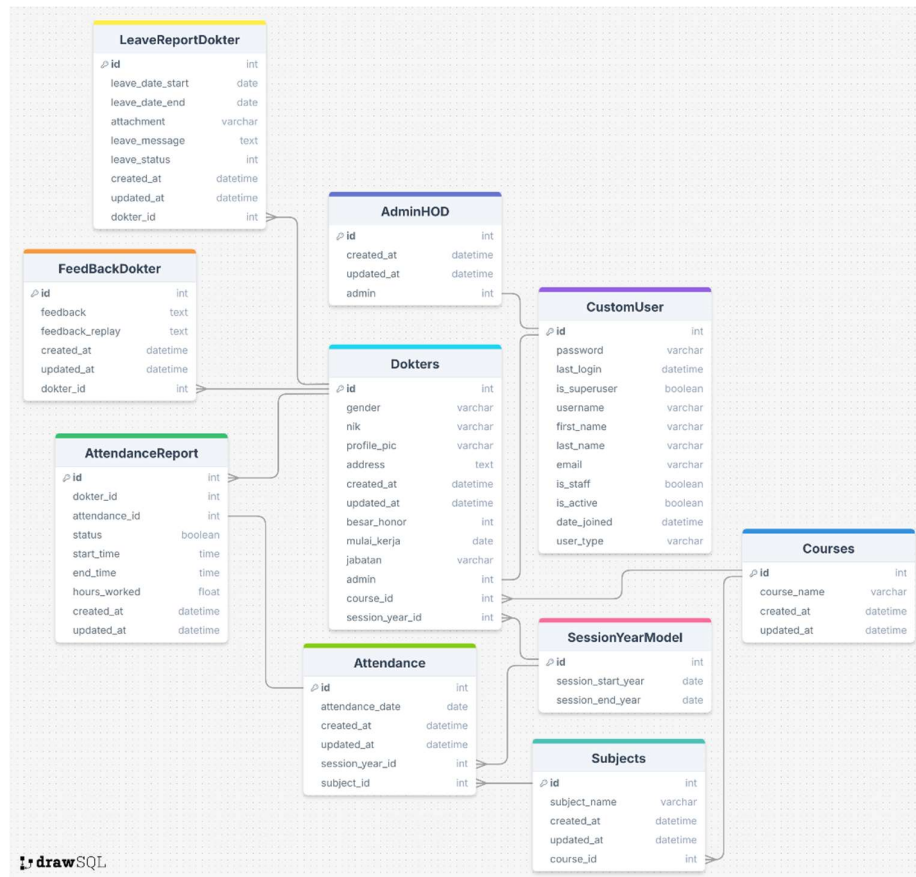 LeaveReportDokter
id int
leave_date_start date
leave_date_end date
attachment varchar
leave_message text
leave_status int
created_at datetime
updated_at datetime
dokter_id int
AdminHOD
id int
created_at datetime
updated_at datetime
admin int
FeedBackDokter
id int
feedback text
feedback_replay text
created_at datetime
updated_at datetime
dokter_id int
CustomUser
id int
password varchar
last_login datetime
is_superuser boolean
username varchar
first_name varchar
last_name varchar
email varchar
is_staff boolean
is_active boolean
date_joined datetime
user_type varchar
Dokters
id int
gender varchar
nik varchar
profile_pic varchar
address text
created_at datetime
updated_at datetime
besar_honor int
mulai_kerja date
jabatan varchar
admin int
course_id int
session_year_id int
AttendanceReport
id int
dokter_id int
attendance_id int
status boolean
start_time time
end_time time
hours_worked float
created_at datetime
updated_at datetime
Courses
id int
course_name varchar
created_at datetime
updated_at datetime
SessionYearModel
id int
session_start_year date
session_end_year date
Attendance
id int
attendance_date date
created_at datetime
updated_at datetime
session_year_id int
subject_id int
Subjects
id int
subject_name varchar
created_at datetime
updated_at datetime
course_id int
drawSQL